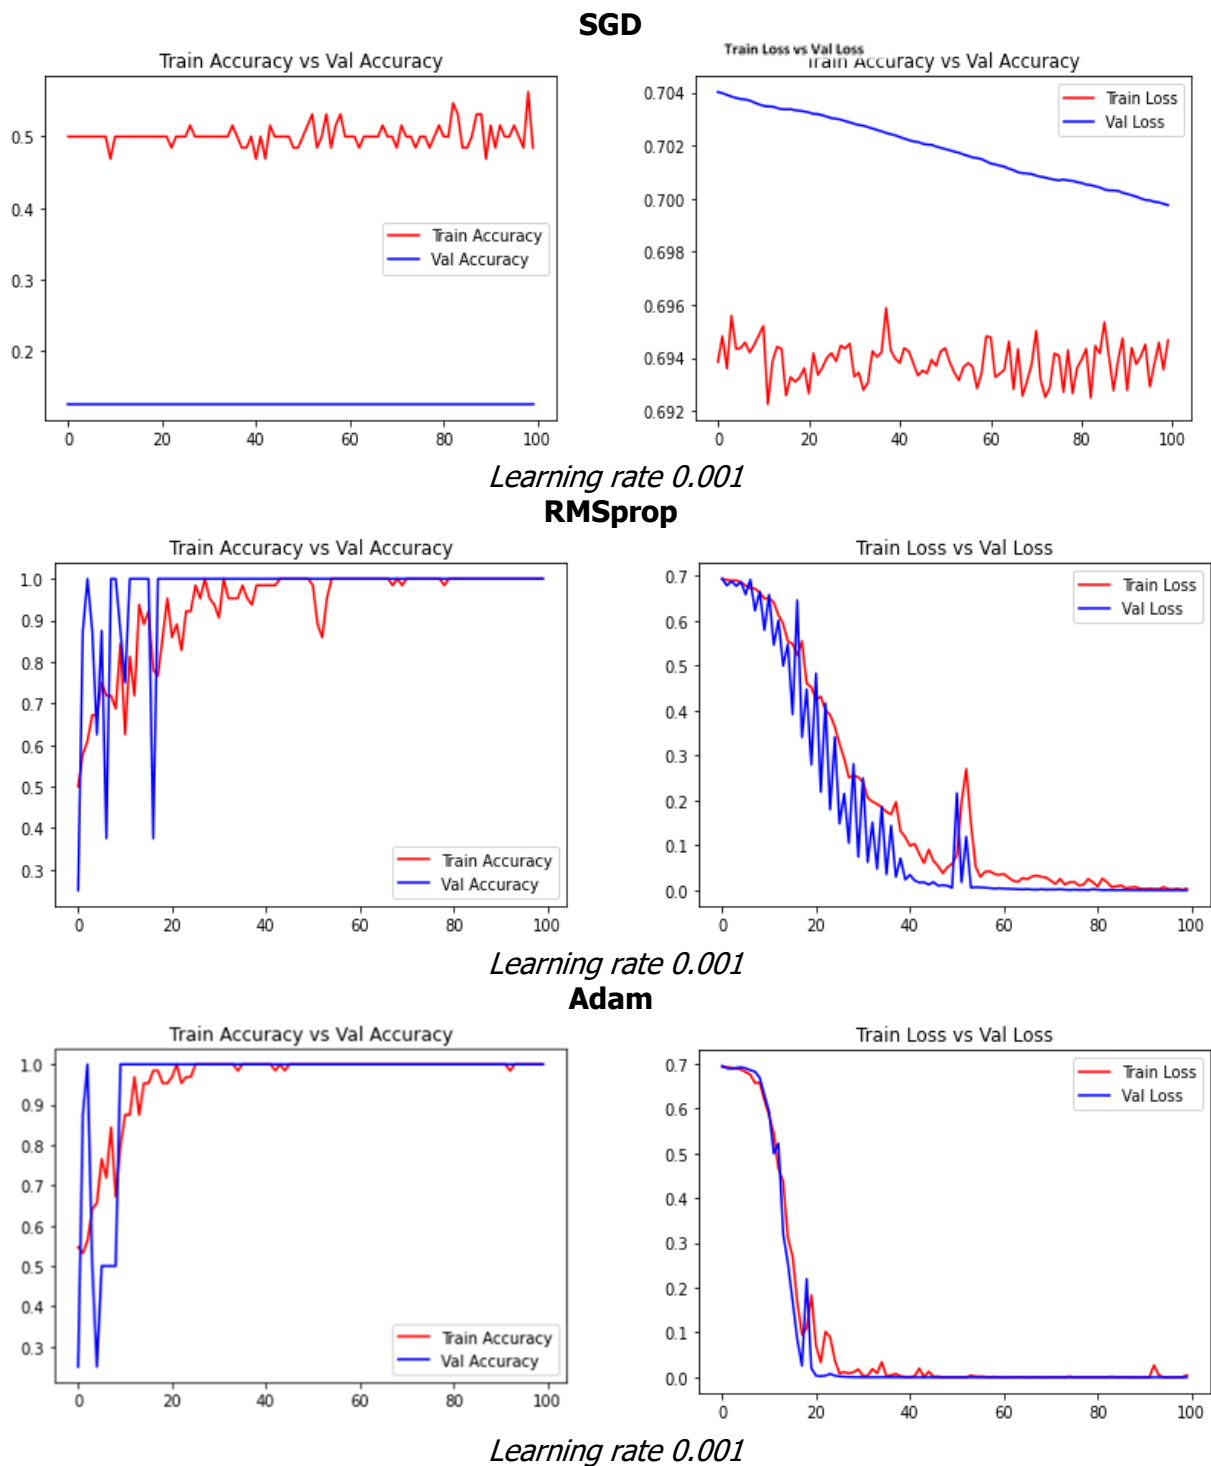 SGD
Train Loss vs Val Loss
Train Accuracy vs Val Accuracy
Train Accuracy vs Val Accuracy
0.5
0.4
0.3
0.2
Train Accuracy
Val Accuracy
0 20 40 60 80 100
0.704
0.702
0.700
0.698
0.696
0.694
0.692
Train Loss
Val Loss
0 20 40 60 80 100
Learning rate 0.001
RMSprop
Train Accuracy vs Val Accuracy
1.0
0.9
0.8
0.7
0.6
0.5
0.4
0.3
Train Accuracy
Val Accuracy
0 20 40 60 80 100
Train Loss vs Val Loss
0.7
0.6
0.5
0.4
0.3
0.2
0.1
0.0
Train Loss
Val Loss
0 20 40 60 80 100
Learning rate 0.001
Adam
Train Accuracy vs Val Accuracy
1.0
0.9
0.8
0.7
0.6
0.5
0.4
0.3
Train Accuracy
Val Accuracy
0 20 40 60 80 100
Train Loss vs Val Loss
0.7
0.6
0.5
0.4
0.3
0.2
0.1
0.0
Train Loss
Val Loss
0 20 40 60 80 100
Learning rate 0.001